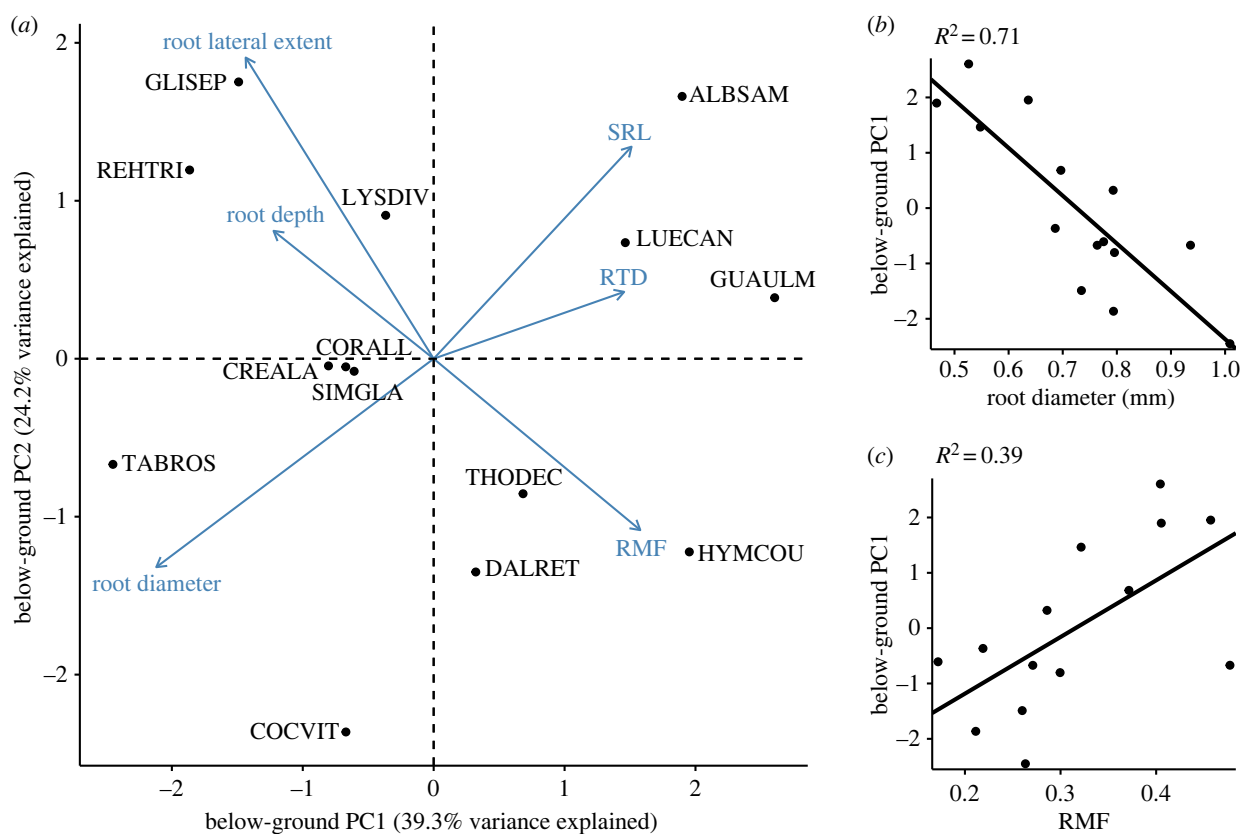 (a)
2
1
0
−1
−2
below-ground PC2 (24.2% variance explained)
root lateral extent
GLISEP
ALBSAM
SRL
REHTRI
LYSDIV
root depth
LUECAN
RTD
GUAULM
CORALL
CREALA
SIMGLA
TABROS
THODEC
RMF
HYMCOU
DALRET
root diameter
COCVIT
−2
−1
0
1
2
below-ground PC1 (39.3% variance explained)
(b)
R² = 0.71
2
1
0
−1
−2
below-ground PC1
0.5
0.6
0.7
0.8
0.9
1.0
root diameter (mm)
(c)
R² = 0.39
2
1
0
−1
−2
below-ground PC1
0.2
0.3
0.4
RMF